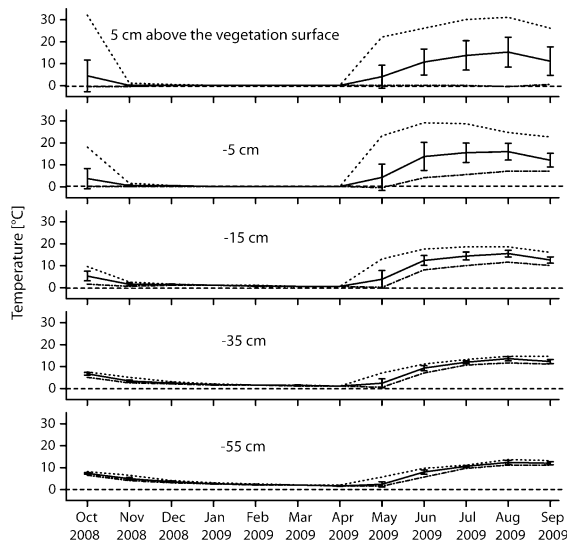 30
20
10
0
5 cm above the vegetation surface
30
20
10
0
-5 cm
30
20
10
0
-15 cm
Temperature [°C]
30
20
10
0
-35 cm
30
20
10
0
-55 cm
Oct Nov Dec Jan Feb Mar Apr May Jun Jul Aug Sep
2008 2008 2008 2009 2009 2009 2009 2009 2009 2009 2009 2009